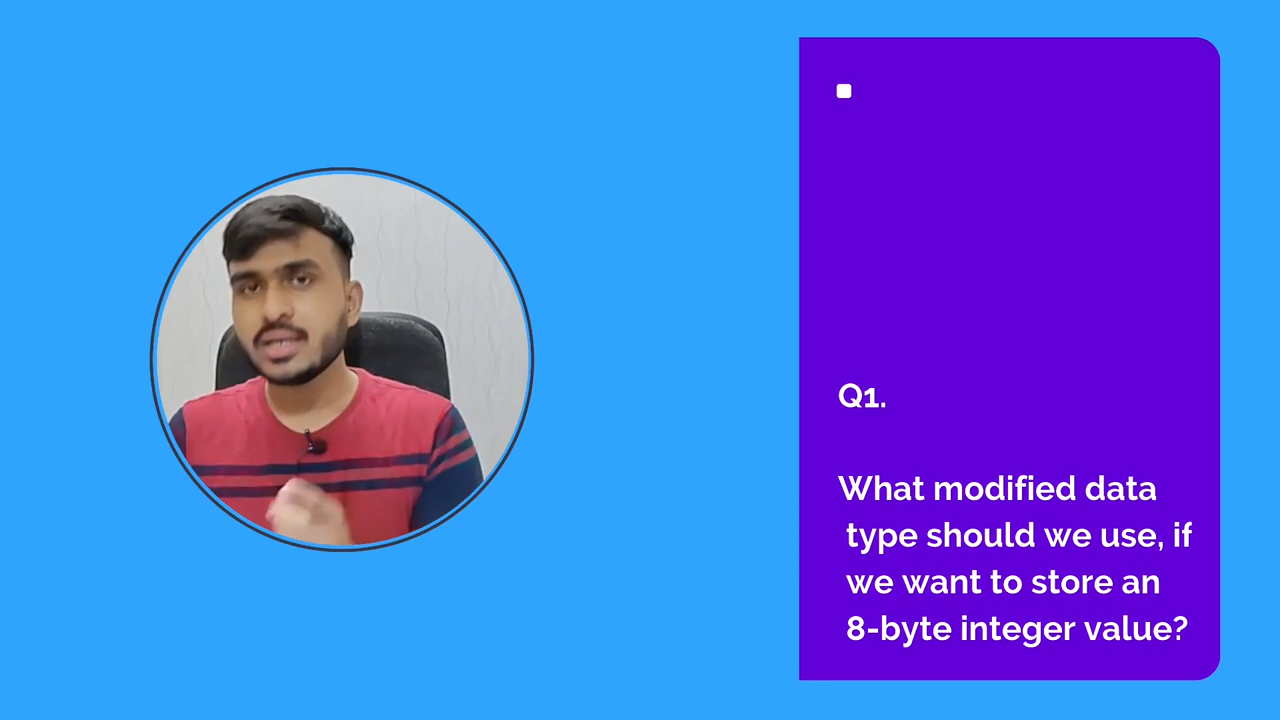 Q1.
What modified data
type should we use, if
we want to store an
8-byte integer value?